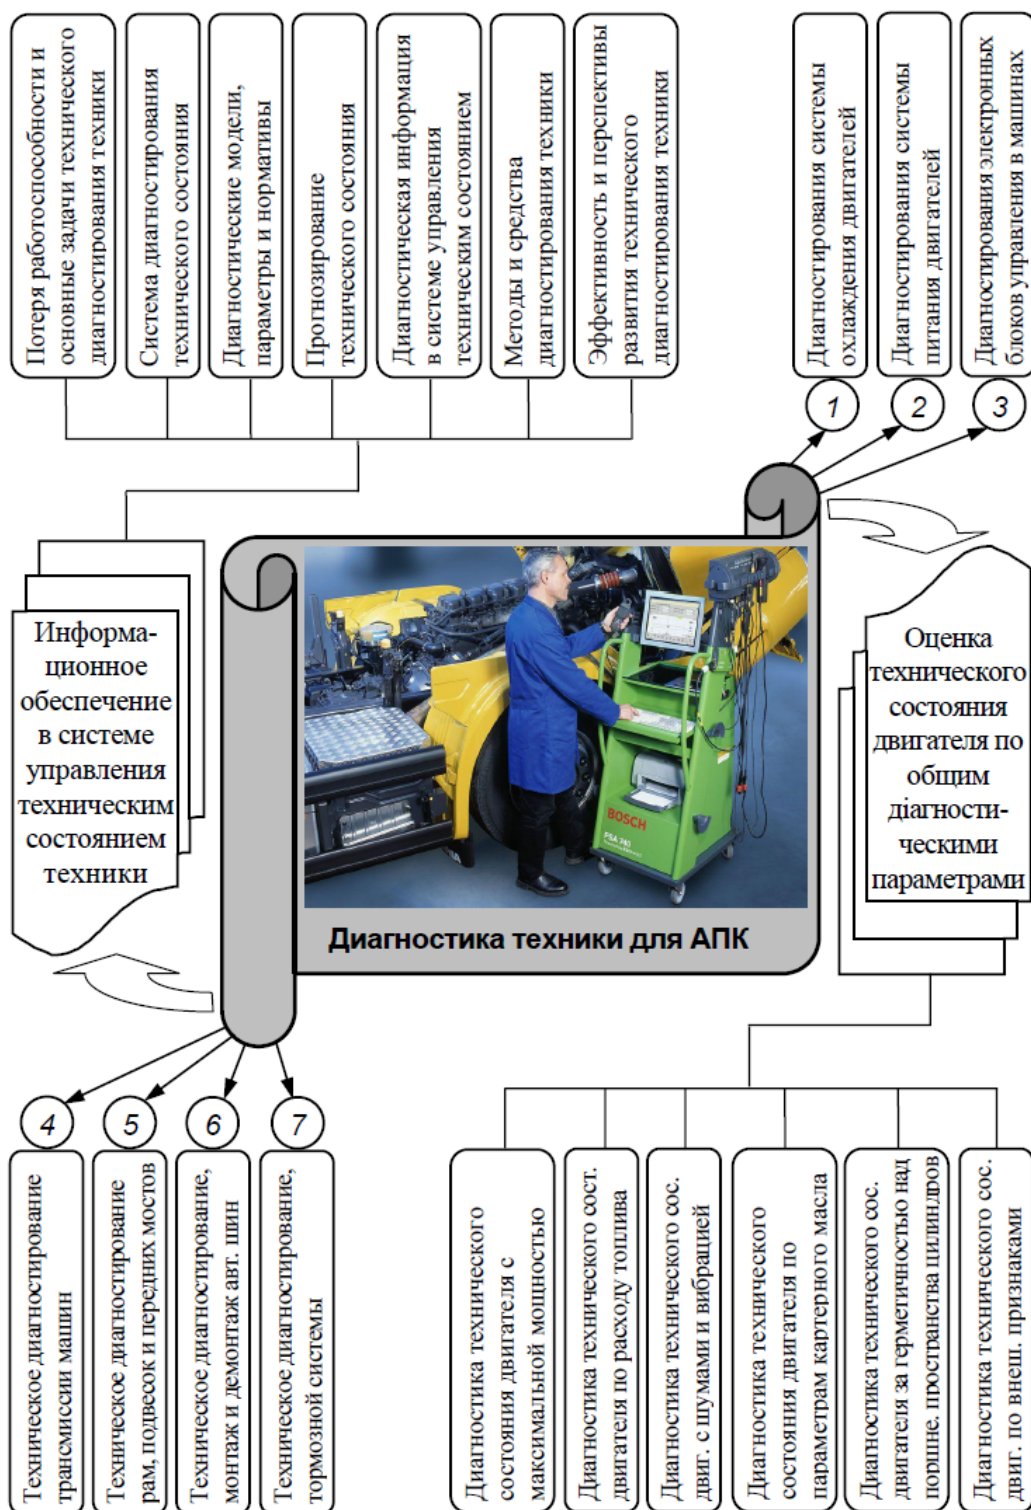 Потеря работоспособности и
основные задачи технического
диагностирования техники
Система диагностирования
технического состояния
Диагностические модели,
параметры и нормативы
Прогнозирование
технического состояния
Диагностическая информация
в системе управления
техническим состоянием
Методы и средства
диагностирования техники
Эффективность и перспективы
развития технического
диагностирования техники
Диагностирования системы
охлаждения двигателей
Диагностирования системы
питания двигателей
Диагностирования электронных
блоков управления в машинах
1
2
3
Информа-
ционное
обеспечение
в системе
управления
техническим
состоянием
техники
BOSCH
FSA 740
Диагностика техники для АПК
Оценка
технического
состояния
двигателя по
общим
діагности-
ческими
параметрами
4
5
6
7
Техническое диагностирование
трансмиссии машин
Техническое диагностирование
рам, подвесок и передних мостов
Техническое диагностирование,
монтаж и демонтаж авт. шин
Техническое диагностирование,
тормозной системы
Диагностика технического
состояния двигателя с
максимальной мощностью
Диагностика технического сост.
двигателя по расходу топлива
Диагностика технического сос.
двиг. с шумами и вибрацией
Диагностика технического
состояния двигателя по
параметрам картерного масла
Диагностика технического сос.
двигателя за герметичностью над
поршне. пространства цилиндров
Диагностика технического сос.
двиг. по внеш. признаками